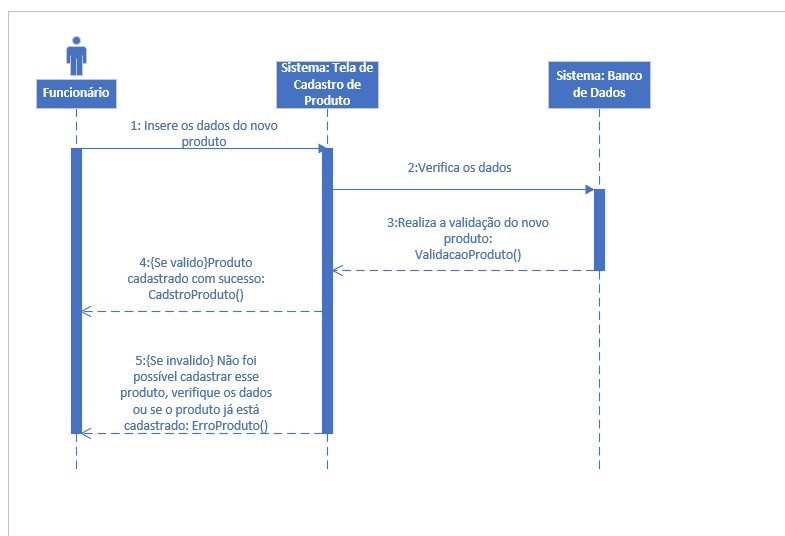 Funcionário
Sistema: Tela de
Cadastro de
Produto
Sistema: Banco
de Dados
1: Insere os dados do novo
produto
2:Verifica os dados
3:Realiza a validação do novo
produto:
ValidacaoProduto()
4:{Se valido}Produto
cadastrado com sucesso:
CadstroProduto()
5:{Se invalido} Não foi
possível cadastrar esse
produto, verifique os dados
ou se o produto já está
cadastrado: ErroProduto()